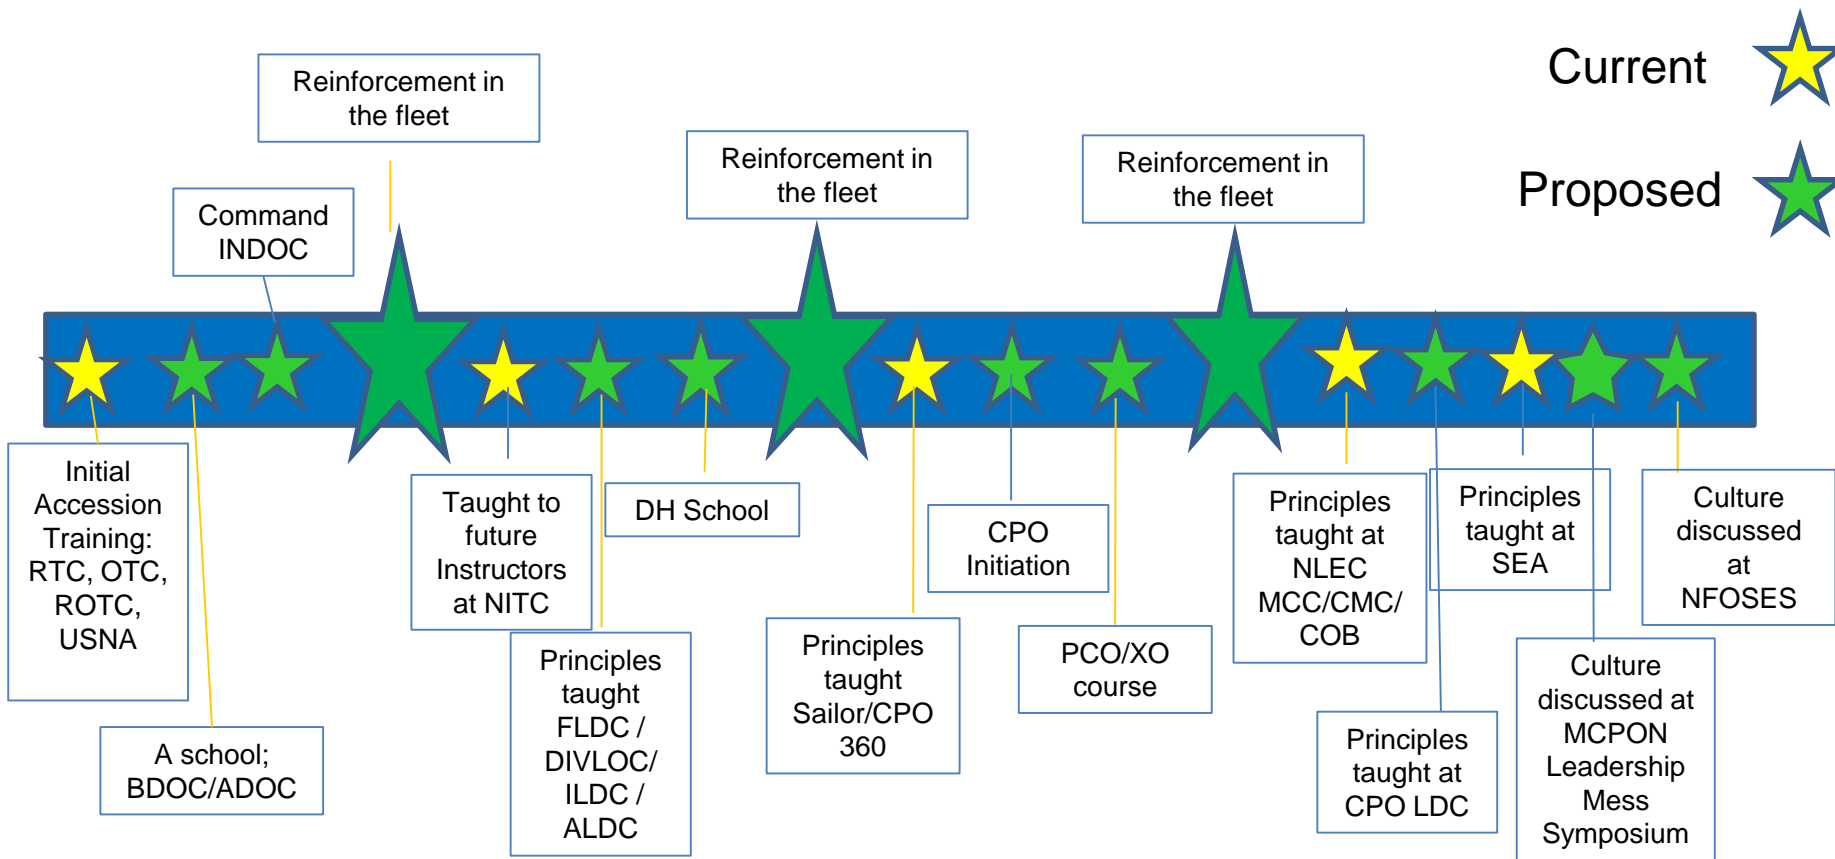 Current
Proposed
Reinforcement in
the fleet
Reinforcement in
the fleet
Reinforcement in
the fleet
Command
INDOC
Initial
Accession
Training:
RTC, OTC,
ROTC,
USNA
A school;
BDOC/ADOC
Taught to
future
Instructors
at NITC
Principles
taught
FLDC /
DIVLOC/
ILDC /
ALDC
DH School
Principles
taught
Sailor/CPO
360
CPO
Initiation
PCO/XO
course
Principles
taught at
NLEC
MCC/CMC/
COB
Principles
taught at
CPO LDC
Principles
taught at
SEA
Culture
discussed at
MCPON
Leadership
Mess
Symposium
Culture
discussed
at
NFOSES